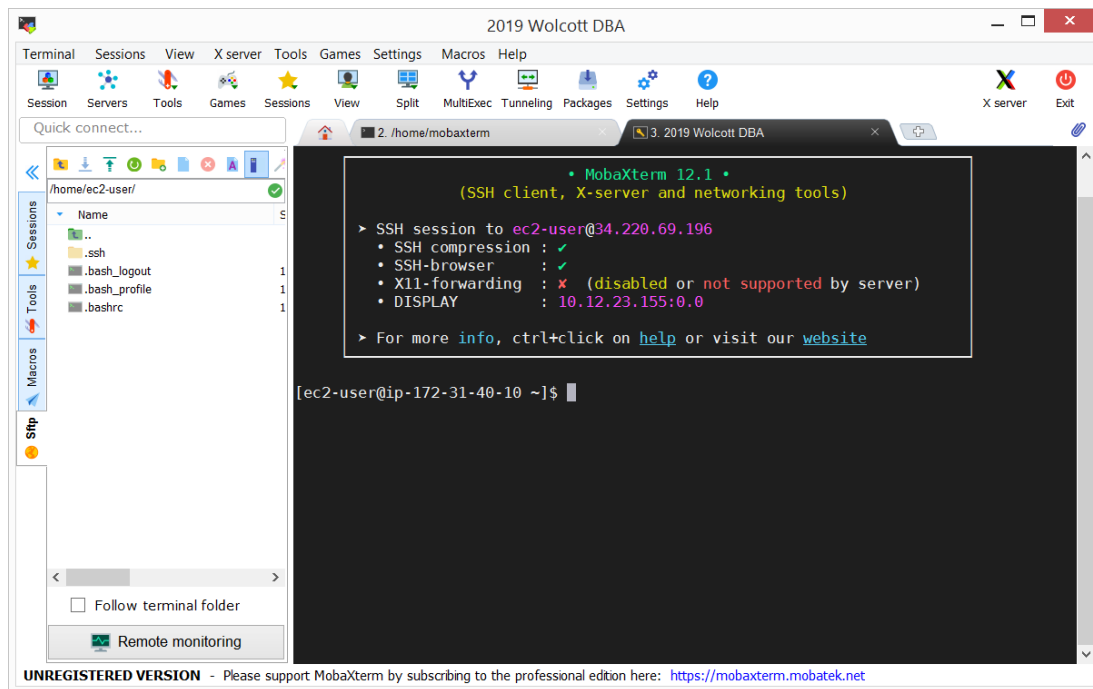 2019 Wolcott DBA
Terminal Sessions View X server Tools Games Settings Macros Help
Session Servers Tools Games Sessions View Split MultiExec Tunneling Packages Settings Help X server Exit
Quick connect...
2. /home/mobaxterm
3. 2019 Wolcott DBA
/home/ec2-user/
Name S
..
.ssh
.bash_logout 1
.bash_profile 1
.bashrc 1
Sessions
Tools
Macros
Sftp
Follow terminal folder
Remote monitoring
• MobaXterm 12.1 •
(SSH client, X-server and networking tools)
➤ SSH session to ec2-user@34.220.69.196
• SSH compression : ✔
• SSH-browser : ✔
• X11-forwarding : ✘ (disabled or not supported by server)
• DISPLAY : 10.12.23.155:0.0
➤ For more info, ctrl+click on help or visit our website
[ec2-user@ip-172-31-40-10 ~]$
UNREGISTERED VERSION - Please support MobaXterm by subscribing to the professional edition here: https://mobaxterm.mobatek.net